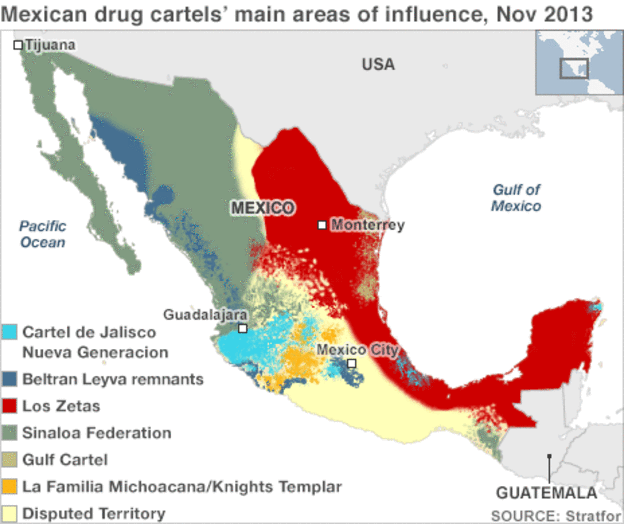 Mexican drug cartels' main areas of influence, Nov 2013
Tijuana
USA
MEXICO
Gulf of
Mexico
Pacific
Ocean
Monterrey
Guadalajara
Mexico City
Cartel de Jalisco
Nueva Generacion
Beltran Leyva remnants
Los Zetas
Sinaloa Federation
Gulf Cartel
La Familia Michoacana/Knights Templar
Disputed Territory
GUATEMALA
SOURCE: Stratfor